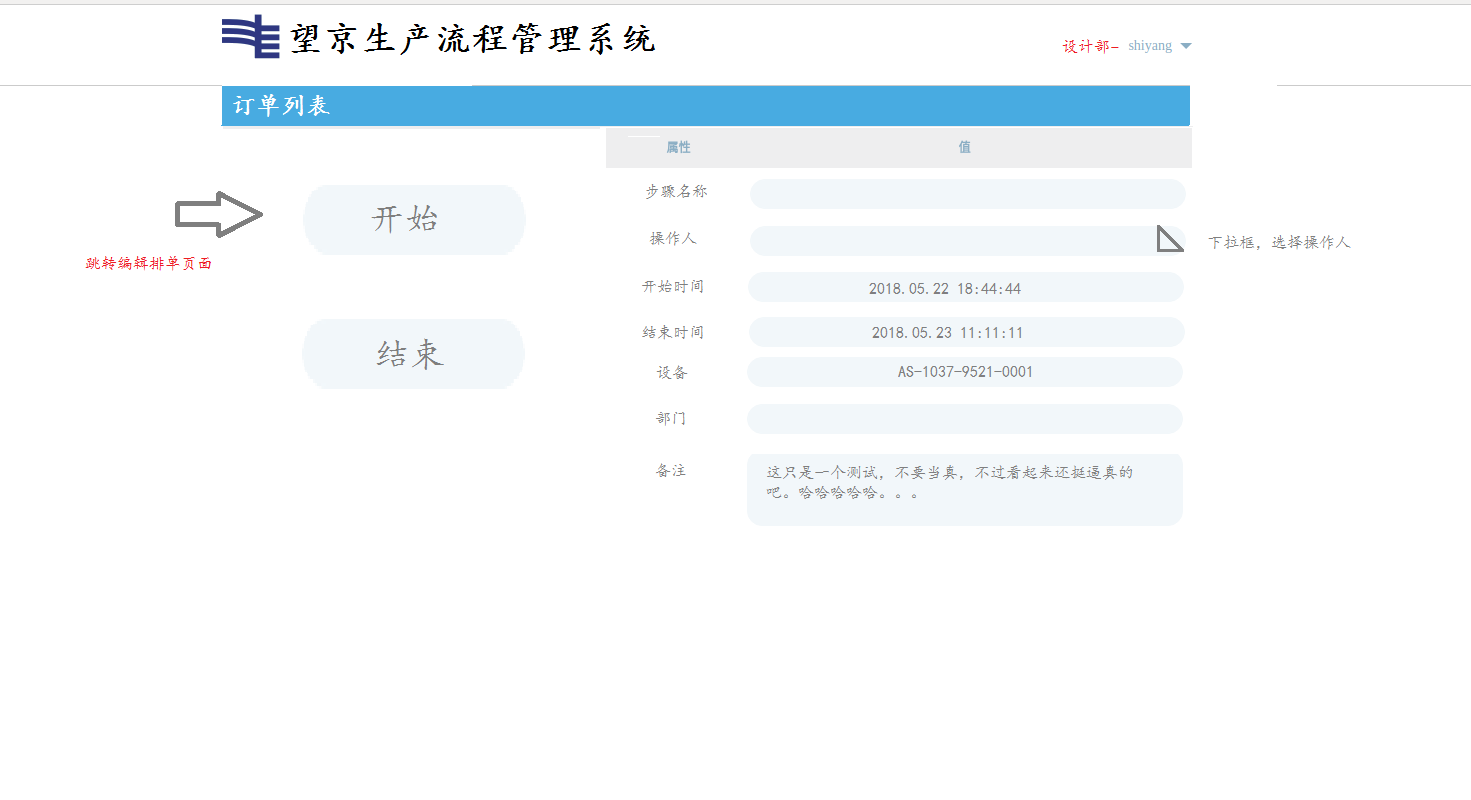 望京生产流程管理系统
设计部- shiyang
订单列表
属性 值
步骤名称
开始
操作人
下拉框，选择操作人
跳转编辑排单页面
开始时间 2018.05.22 18:44:44
结束时间 2018.05.23 11:11:11
结束
设备 AS-1037-9521-0001
部门
备注 这只是一个测试，不要当真，不过看起来还挺逼真的
吧。哈哈哈哈哈。。。